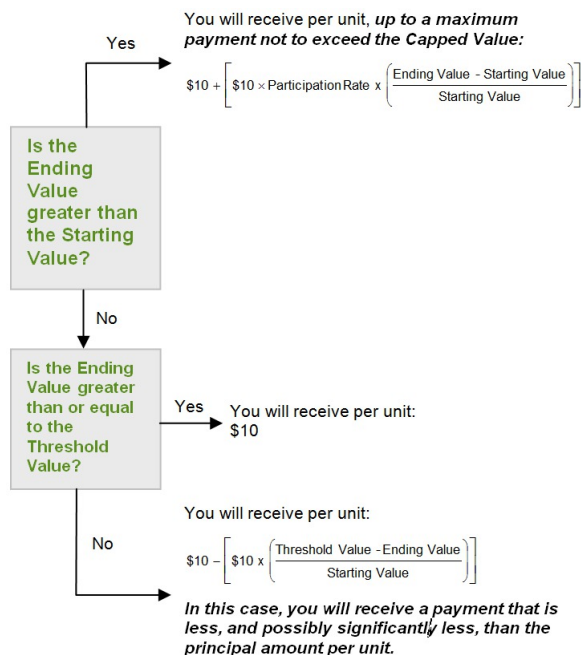 You will receive per unit, up to a maximum
payment not to exceed the Capped Value:
Yes
$10 + [ $10 × Participation Rate x ( Ending Value - Starting Value / Starting Value ) ]
Is the
Ending
Value
greater than
the Starting
Value?
No
Is the Ending
Value greater
than or equal
to the
Threshold
Value?
Yes
You will receive per unit:
$10
No
You will receive per unit:
$10 − [ $10 x ( Threshold Value - Ending Value / Starting Value ) ]
In this case, you will receive a payment that is
less, and possibly significantly less, than the
principal amount per unit.